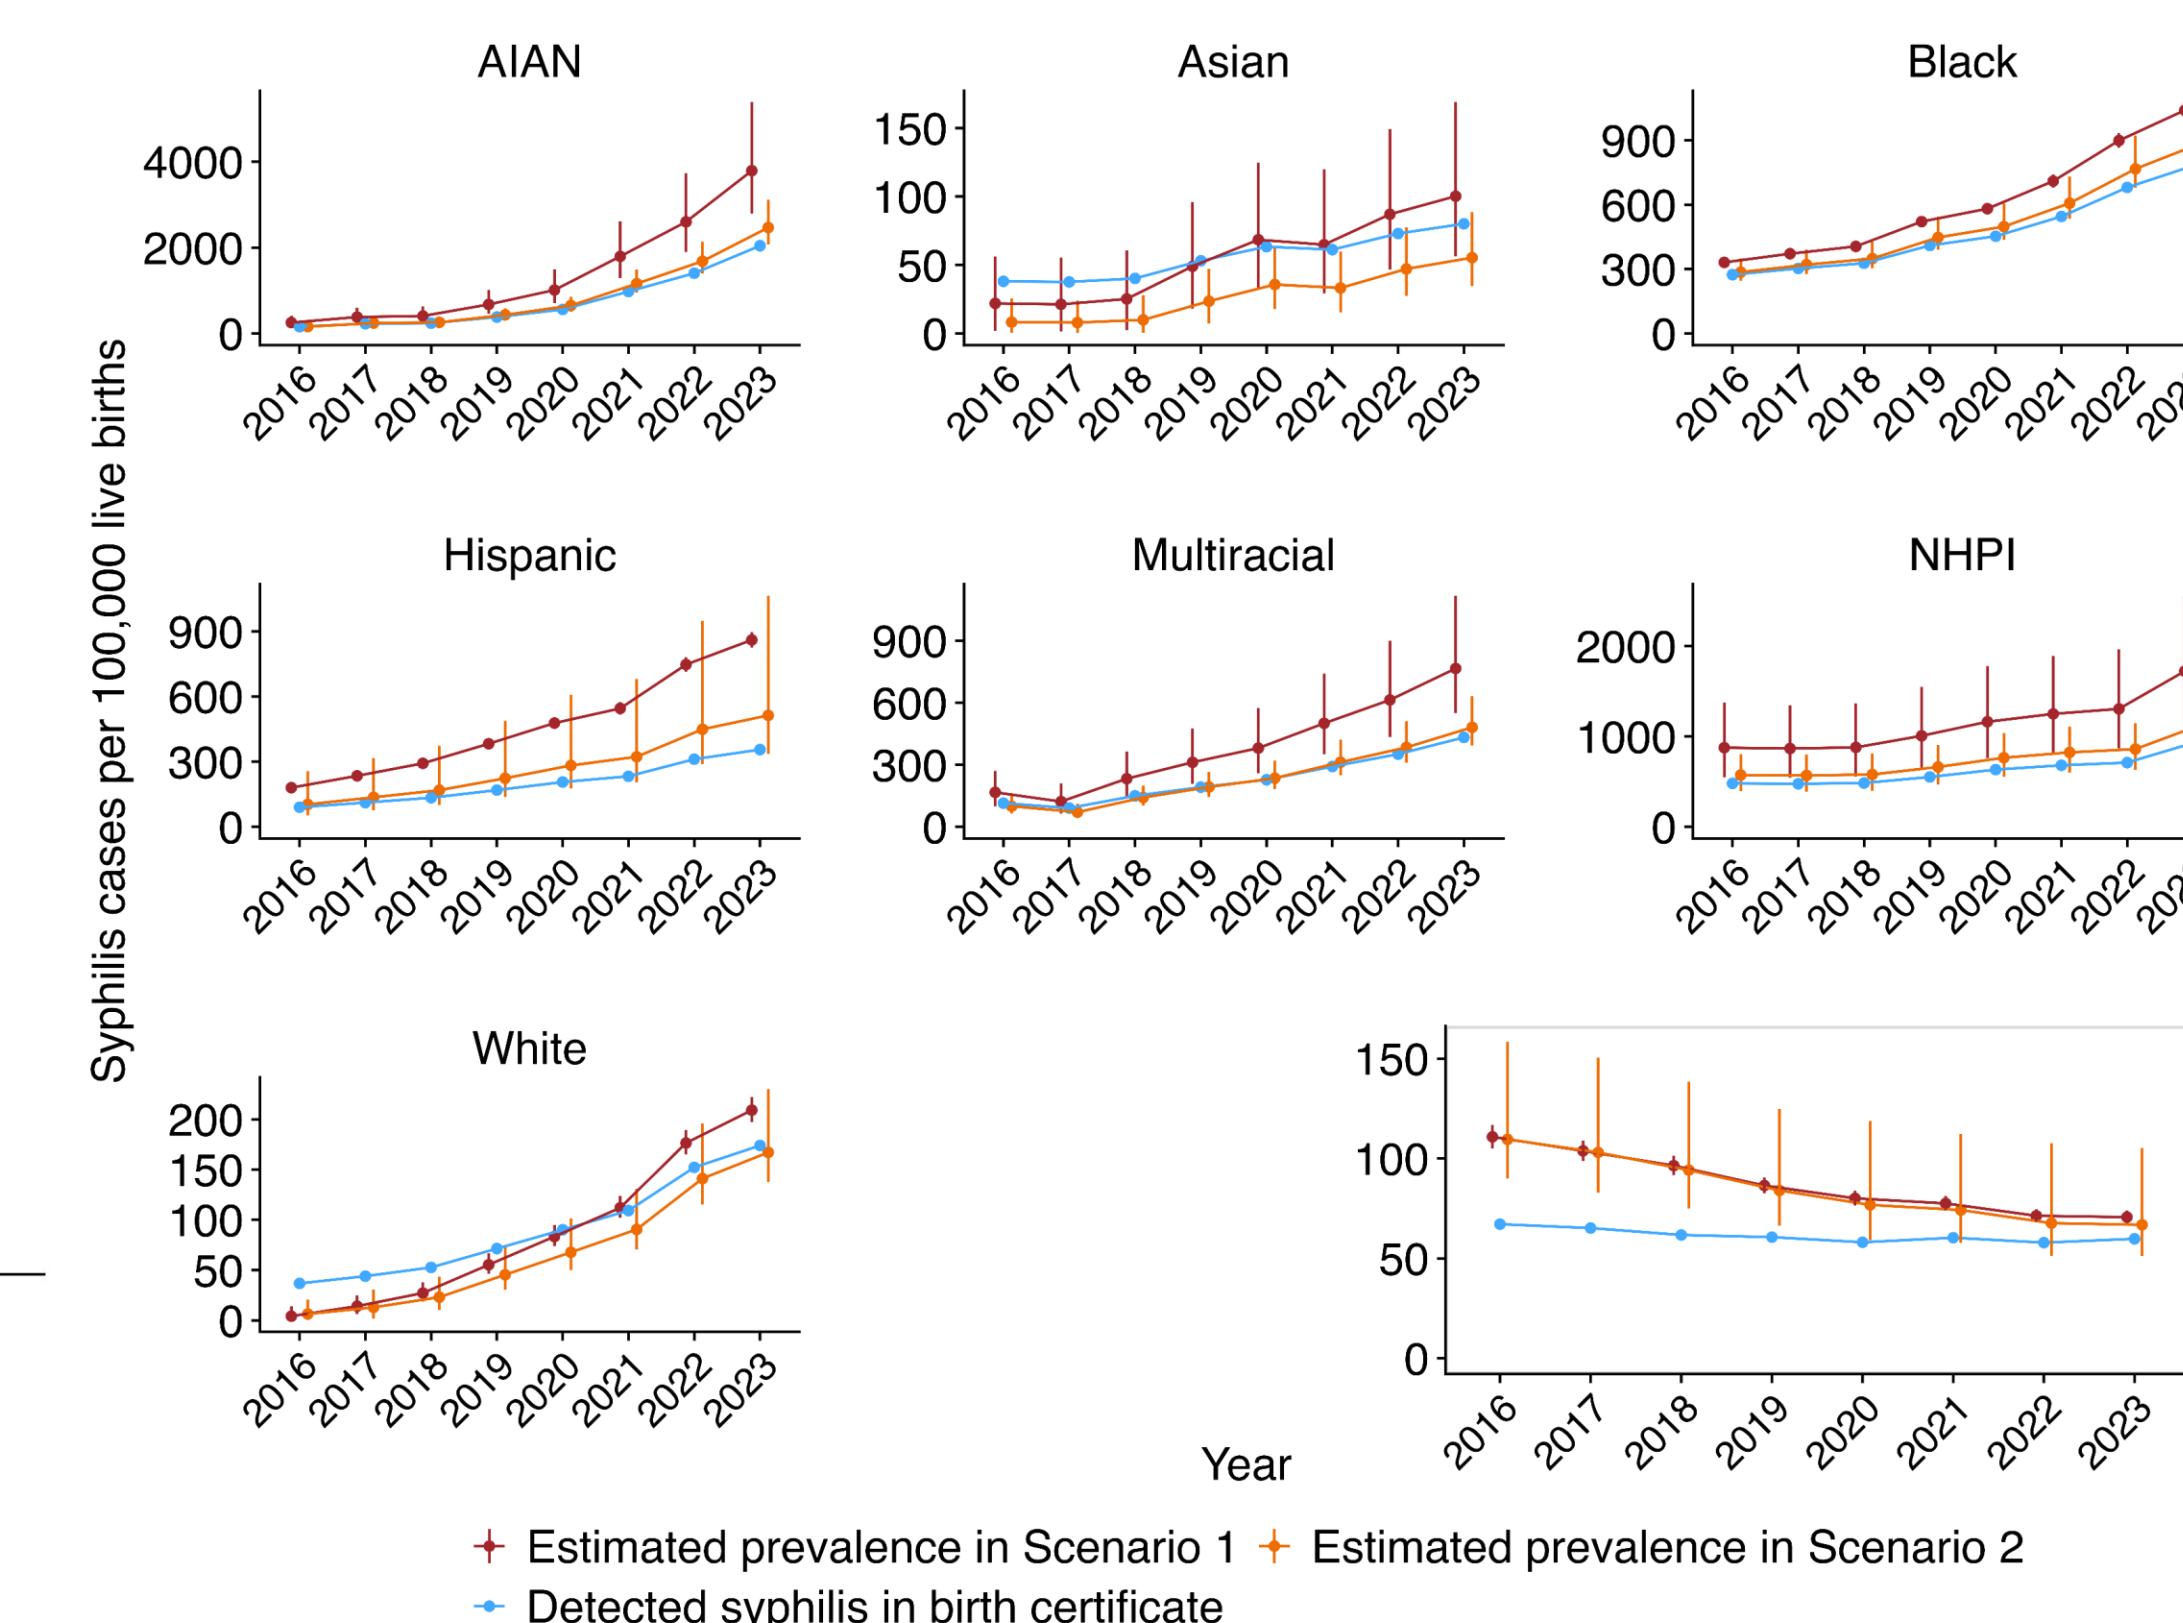 AIAN
Asian
Black
Syphilis cases per 100,000 live births
4000
2000
0
150
100
50
0
900
600
300
0
2016 2017 2018 2019 2020 2021 2022 2023
2016 2017 2018 2019 2020 2021 2022 2023
2016 2017 2018 2019 2020 2021 2022
Hispanic
Multiracial
NHPI
900
600
300
0
900
600
300
0
2000
1000
0
2016 2017 2018 2019 2020 2021 2022 2023
2016 2017 2018 2019 2020 2021 2022 2023
2016 2017 2018 2019 2020 2021 2022
White
200
150
100
50
0
150
100
50
0
2016 2017 2018 2019 2020 2021 2022 2023
2016 2017 2018 2019 2020 2021 2022 2023
Year
Estimated prevalence in Scenario 1
Estimated prevalence in Scenario 2
Detected syphilis in birth certificate